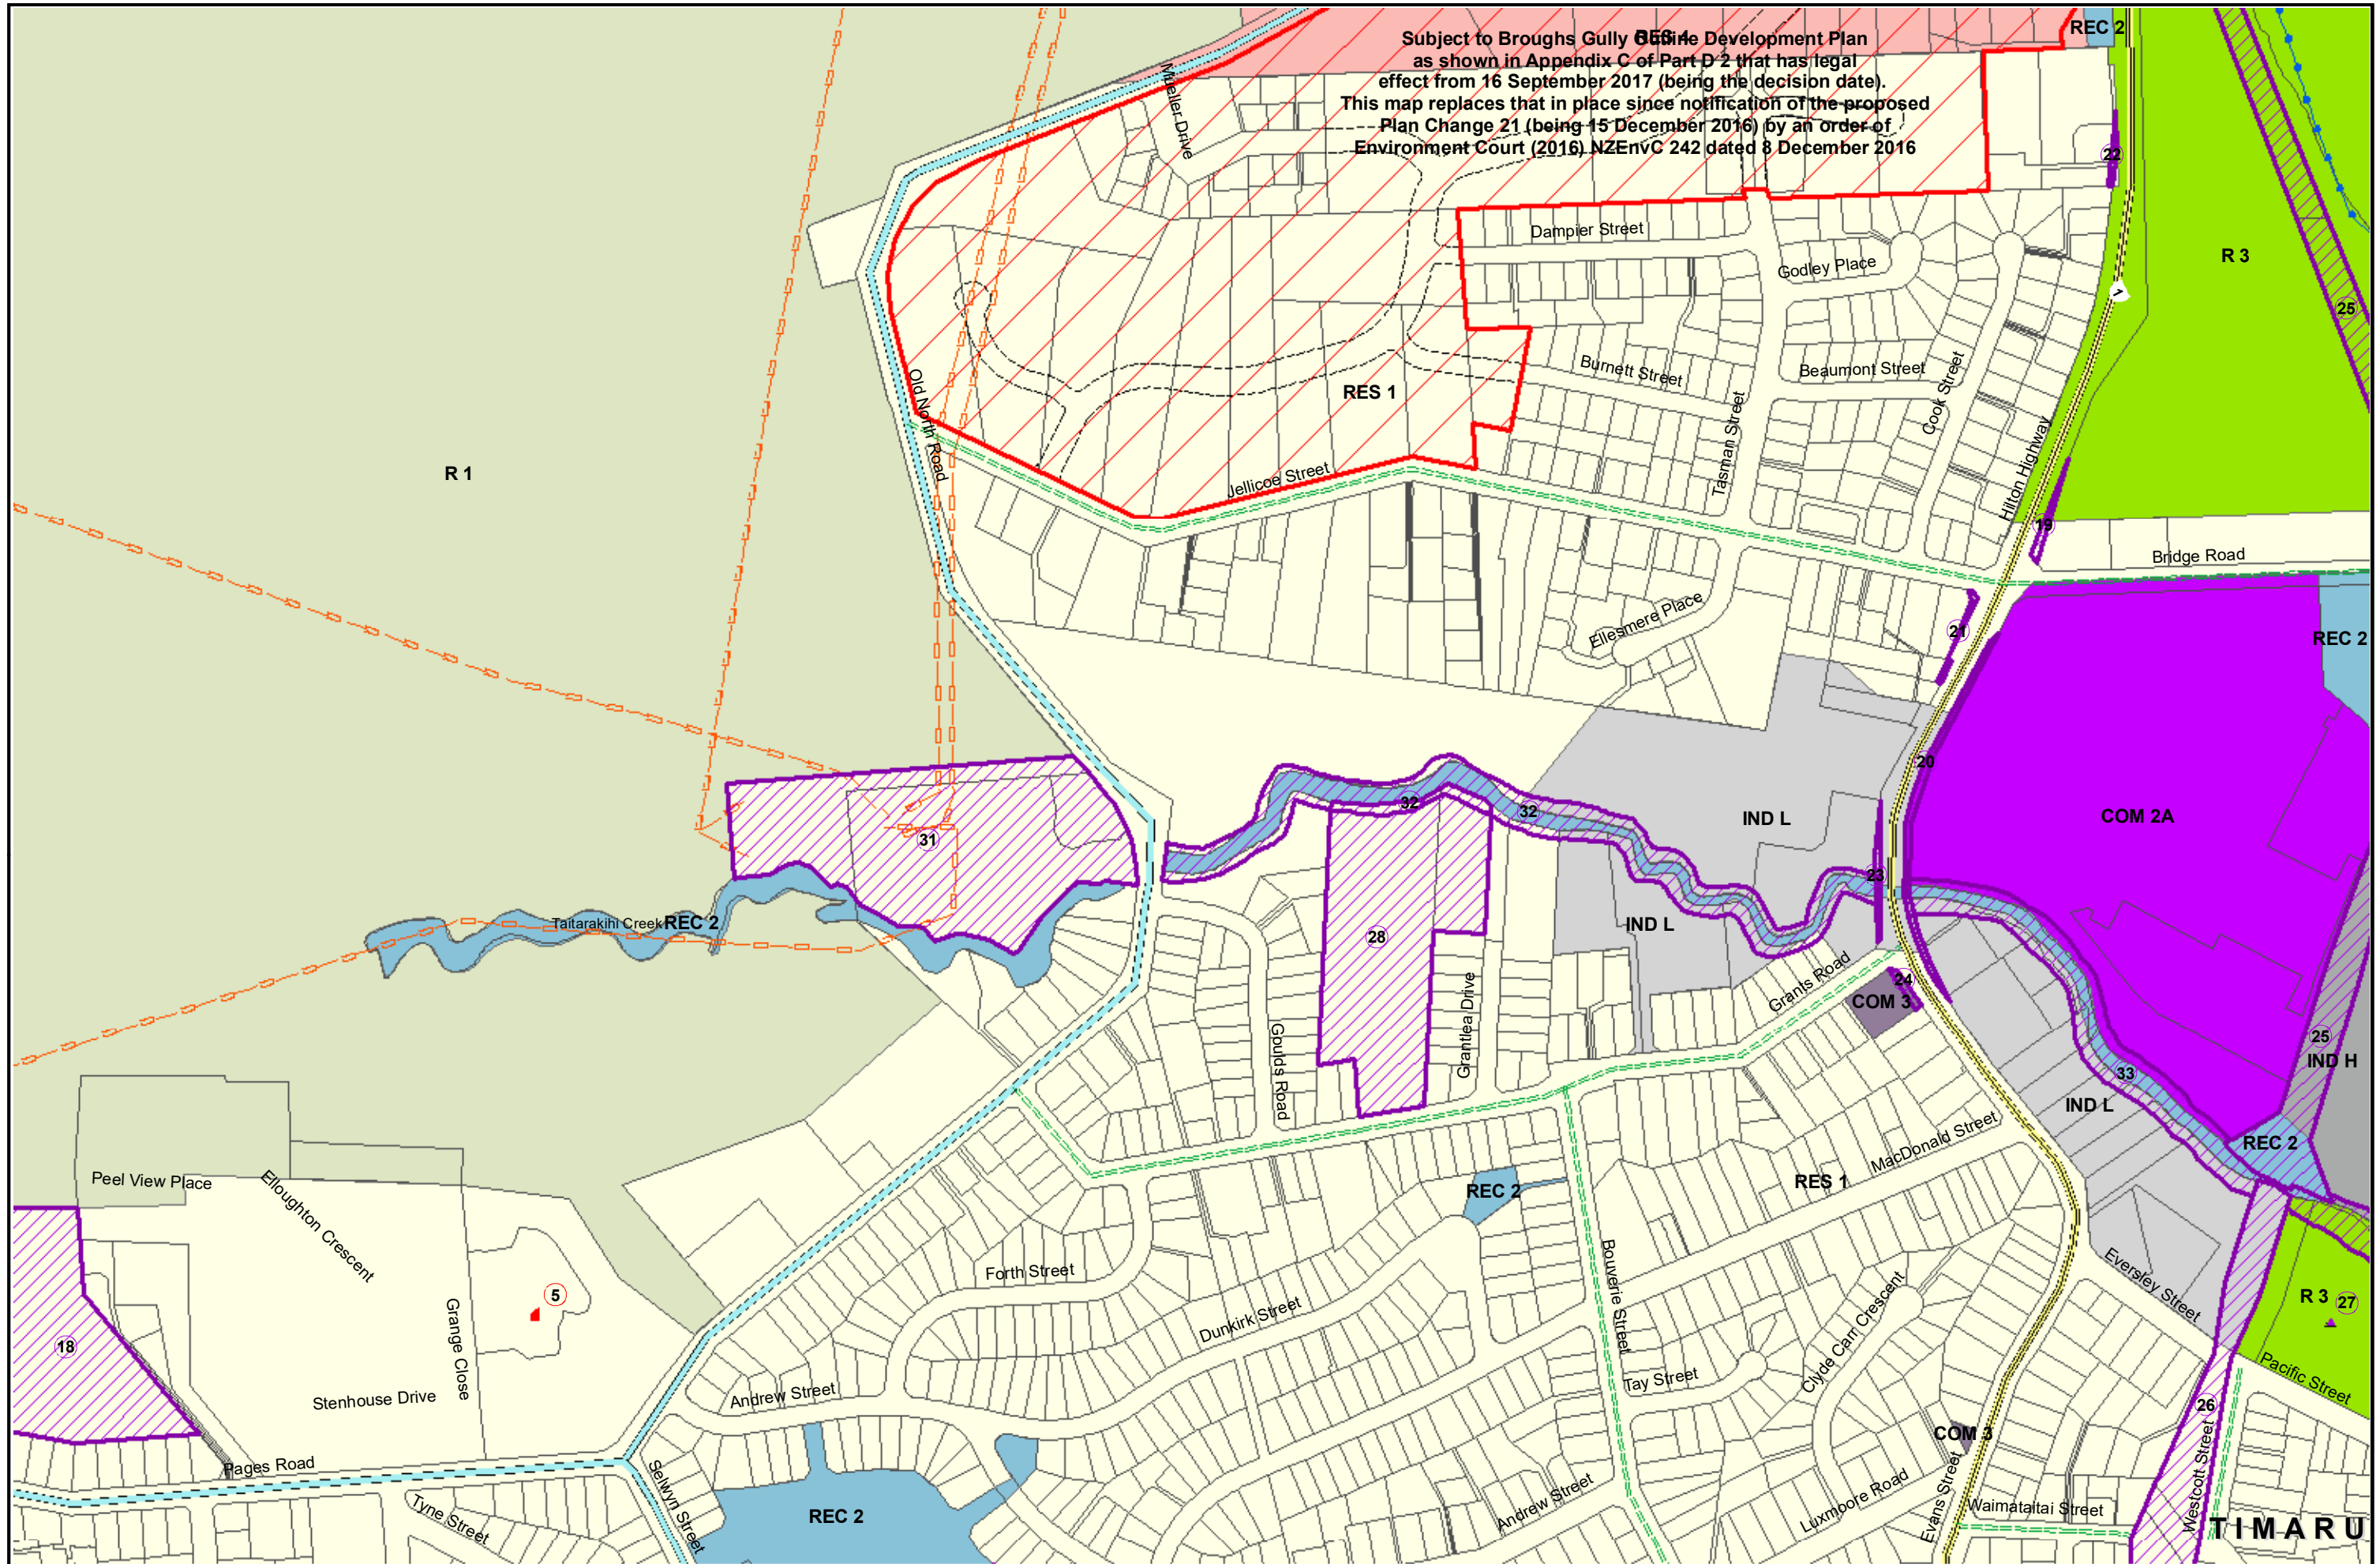 REC 2
RES 4
Subject to Broughs Gully Outline Development Plan
as shown in Appendix C of Part D 2 that has legal
effect from 16 September 2017 (being the decision date).
This map replaces that in place since notification of the proposed
Plan Change 21 (being 15 December 2016) by an order of
Environment Court (2016) NZEnvC 242 dated 8 December 2016
Mueller Drive
22
Dampier Street
Godley Place
R 3
1
25
Burnett Street
Beaumont Street
Cook Street
Old North Road
RES 1
Tasman Street
Hilton Highway
R 1
Jellicoe Street
19
Bridge Road
Ellesmere Place
21
REC 2
20
32
32
IND L
COM 2A
31
23
Taitarakihi Creek
REC 2
28
IND L
Grants Road
24
COM 3
Grantlea Drive
Goulds Road
25
IND H
33
IND L
MacDonald Street
REC 2
Peel View Place
Elloughton Crescent
REC 2
RES 1
Forth Street
Bouverie Street
Eversley Street
5
R 3
27
Dunkirk Street
Clyde Carr Crescent
18
Grange Close
Stenhouse Drive
Andrew Street
Tay Street
Pacific Street
26
COM 3
Pages Road
Selwyn Street
Westcott Street
Tyne Street
REC 2
Andrew Street
Luxmoore Road
Evans Street
Waimataitai Street
TIMARU